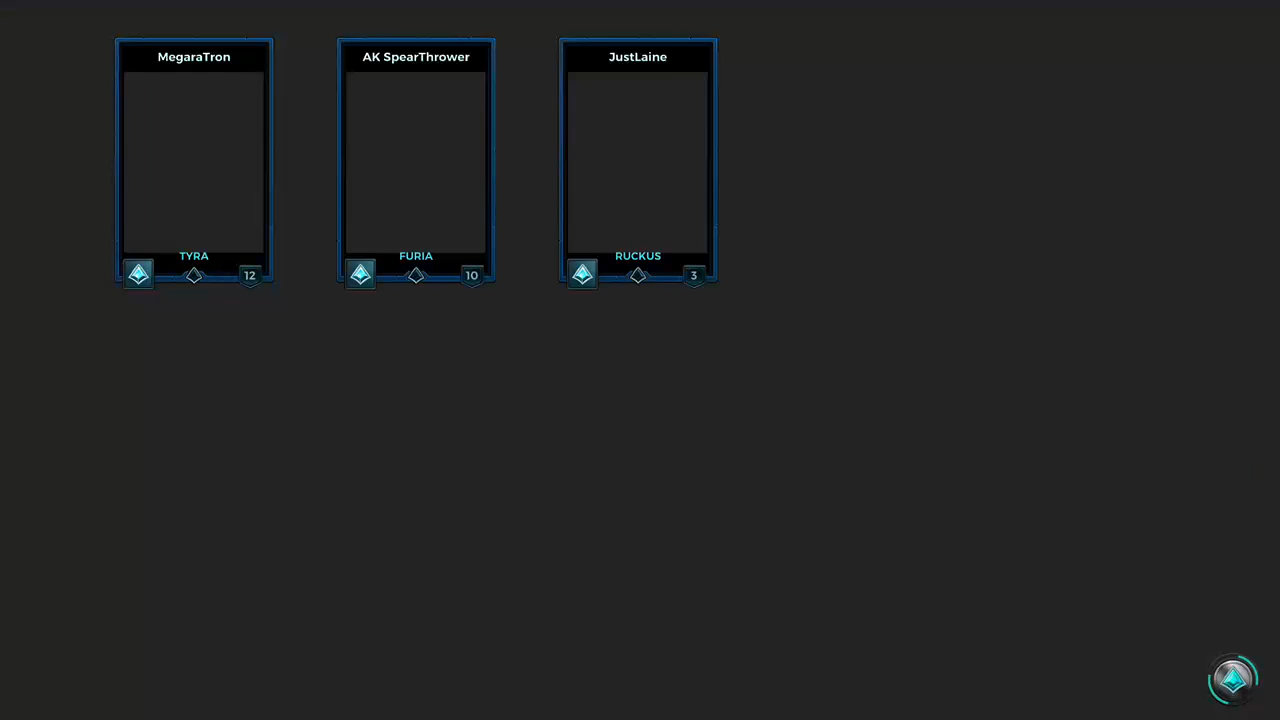 MegaraTron
AK SpearThrower
JustLaine
TYRA
FURIA
RUCKUS
12
10
3